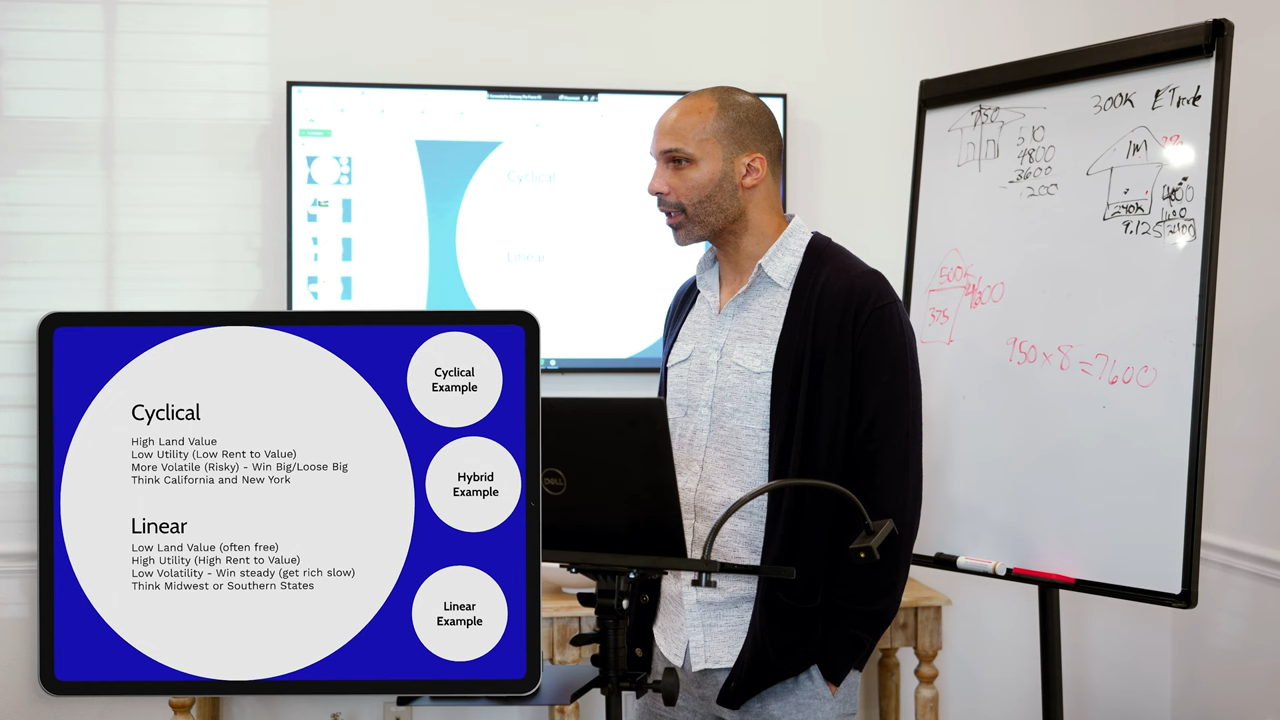 Cyclical
High Land Value
Low Utility (Low Rent to Value)
More Volatile (Risky) - Win Big/Loose Big
Think California and New York
Linear
Low Land Value (often free)
High Utility (High Rent to Value)
Low Volatility - Win steady (get rich slow)
Think Midwest or Southern States
Cyclical
Example
Hybrid
Example
Linear
Example
Cyclical
Linear
DELL
300K ETrade
750
510
4800
3600
1200
1M
240K
9.125
500K
4600
375
950 x 8 = 7600